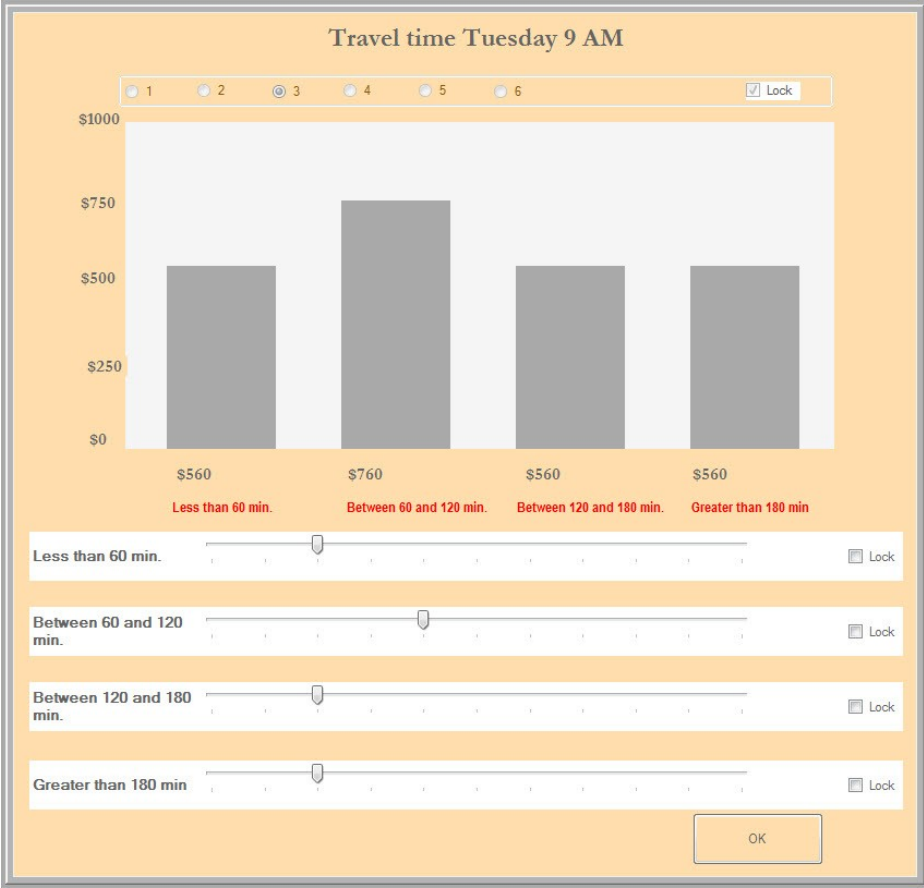 Travel time Tuesday 9 AM
1 2 3 4 5 6 Lock
$1000
$750
$500
$250
$0
$560 $760 $560 $560
Less than 60 min. Between 60 and 120 min. Between 120 and 180 min. Greater than 180 min
Less than 60 min. Lock
Between 60 and 120
min.
Lock
Between 120 and 180
min.
Lock
Greater than 180 min Lock
OK